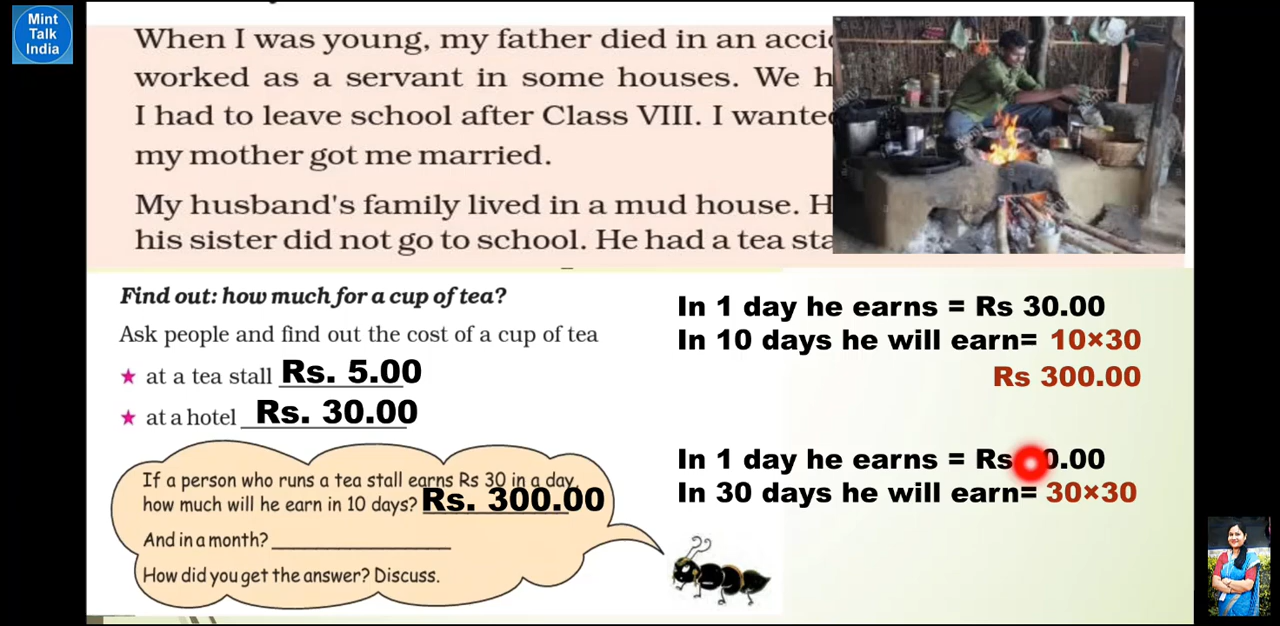 Mint
Talk
India
When I was young, my father died in an
worked as a servant in some houses. We
I had to leave school after Class VIII. I
my mother got me married.
My husband's family lived in a mud house.
his sister did not go to school. He had a tea
Find out: how much for a cup of tea?
Ask people and find out the cost of a cup of tea
★ at a tea stall Rs. 5.00
★ at a hotel Rs. 30.00
If a person who runs a tea stall earns Rs 30 in a day,
how much will he earn in 10 days? Rs. 300.00
And in a month?
How did you get the answer? Discuss.
In 1 day he earns = Rs 30.00
In 10 days he will earn= 10×30
Rs 300.00
In 1 day he earns = Rs
In 30 days he will earn= 30×30